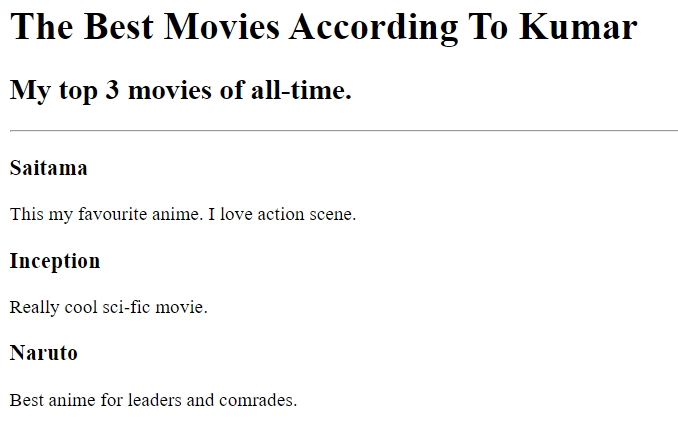 The Best Movies According To Kumar
My top 3 movies of all-time.
Saitama
This my favourite anime. I love action scene.
Inception
Really cool sci-fic movie.
Naruto
Best anime for leaders and comrades.